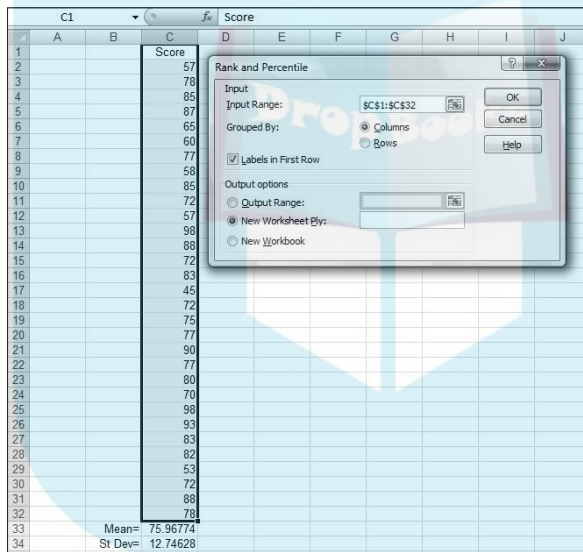 C1 fx Score
A B C D E F G H I J
1 Score
2 57
3 78
4 85
5 87
6 65
7 60
8 77
9 58
10 85
11 72
12 57
13 98
14 88
15 72
16 83
17 45
18 72
19 75
20 77
21 90
22 77
23 80
24 70
25 98
26 93
27 83
28 82
29 53
30 72
31 88
32 78
33 Mean= 75.96774
34 St Dev= 12.74628
Rank and Percentile
Input
Input Range: $C$1:$C$32
Grouped By: Columns
Rows
Labels in First Row
Output options
Output Range:
New Worksheet Ply:
New Workbook
OK
Cancel
Help
DropBoo